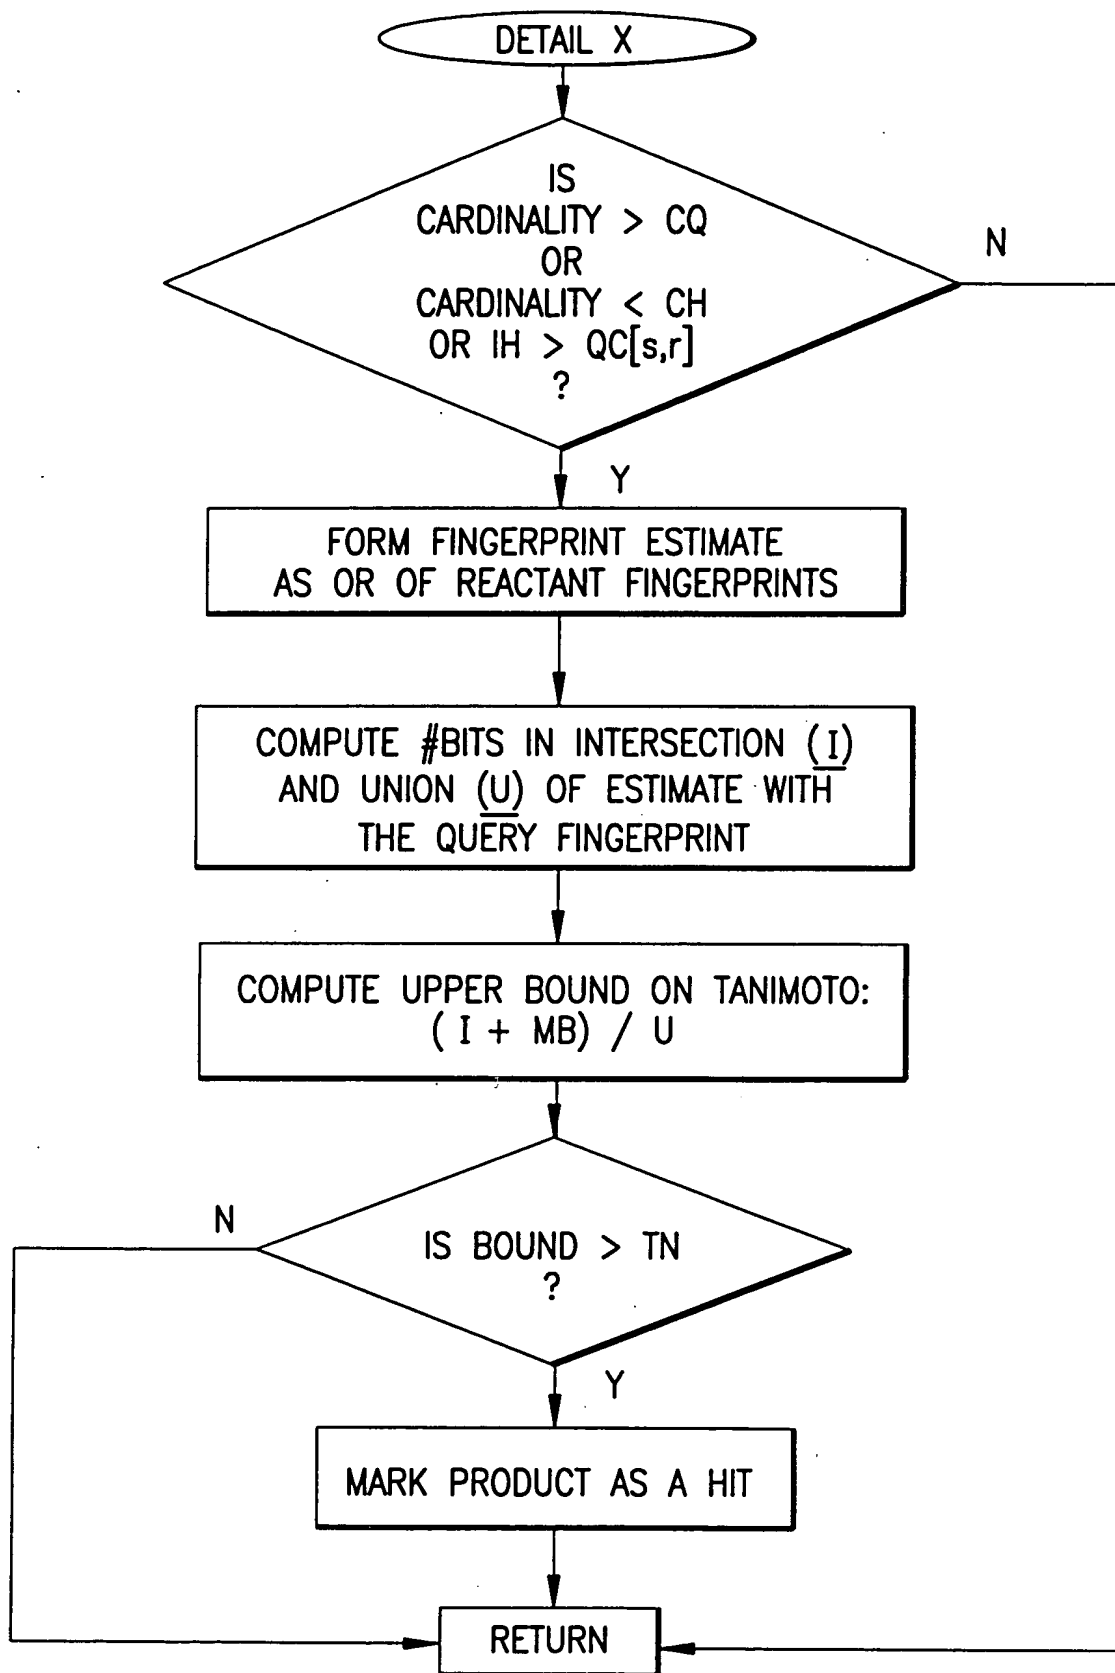 DETAIL X
IS
CARDINALITY > CQ
OR
CARDINALITY < CH
OR IH > QC[s,r]
?
N
Y
FORM FINGERPRINT ESTIMATE
AS OR OF REACTANT FINGERPRINTS
COMPUTE #BITS IN INTERSECTION (I)
AND UNION (U) OF ESTIMATE WITH
THE QUERY FINGERPRINT
COMPUTE UPPER BOUND ON TANIMOTO:
( I + MB) / U
N
IS BOUND > TN
?
Y
MARK PRODUCT AS A HIT
RETURN